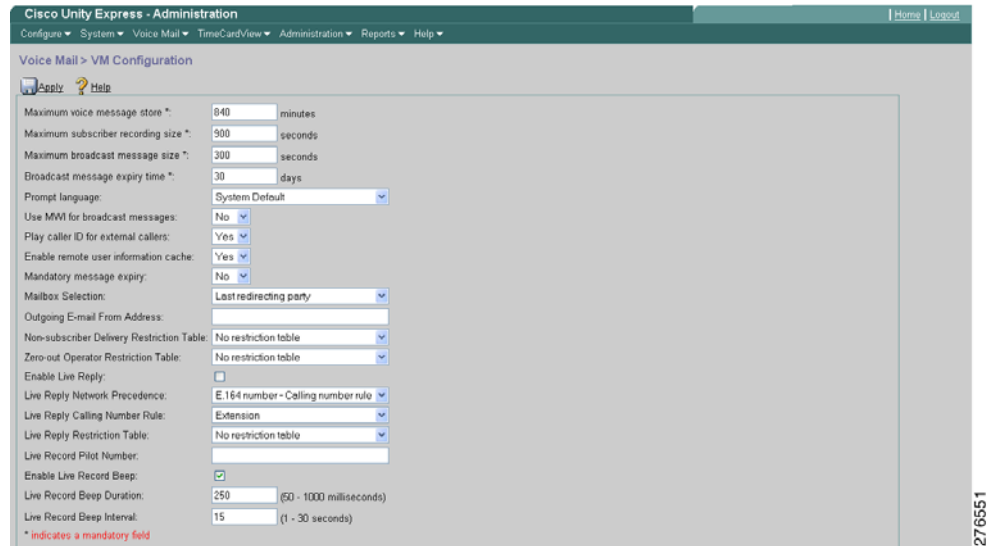 Cisco Unity Express - Administration
Home | Logout
Configure System Voice Mail TimeCardView Administration Reports Help
Voice Mail > VM Configuration
Apply Help
Maximum voice message store *: 840 minutes
Maximum subscriber recording size *: 900 seconds
Maximum broadcast message size *: 300 seconds
Broadcast message expiry time *: 30 days
Prompt language: System Default
Use MWI for broadcast messages: No
Play caller ID for external callers: Yes
Enable remote user information cache: Yes
Mandatory message expiry: No
Mailbox Selection: Last redirecting party
Outgoing E-mail From Address:
Non-subscriber Delivery Restriction Table: No restriction table
Zero-out Operator Restriction Table: No restriction table
Enable Live Reply:
Live Reply Network Precedence: E.164 number - Calling number rule
Live Reply Calling Number Rule: Extension
Live Reply Restriction Table: No restriction table
Live Record Pilot Number:
Enable Live Record Beep:
Live Record Beep Duration: 250 (50 - 1000 milliseconds)
Live Record Beep Interval: 15 (1 - 30 seconds)
* indicates a mandatory field
276551